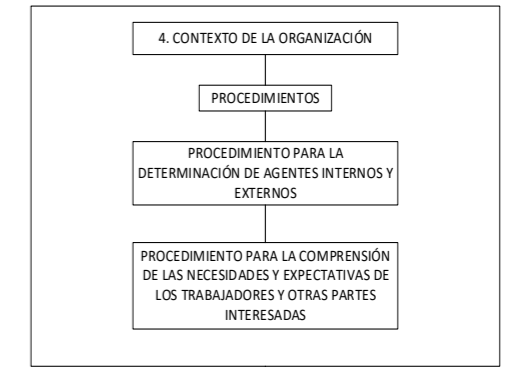 4. CONTEXTO DE LA ORGANIZACIÓN
PROCEDIMIENTOS
PROCEDIMIENTO PARA LA
DETERMINACIÓN DE AGENTES INTERNOS Y
EXTERNOS
PROCEDIMIENTO PARA LA COMPRENSIÓN
DE LAS NECESIDADES Y EXPECTATIVAS DE
LOS TRABAJADORES Y OTRAS PARTES
INTERESADAS